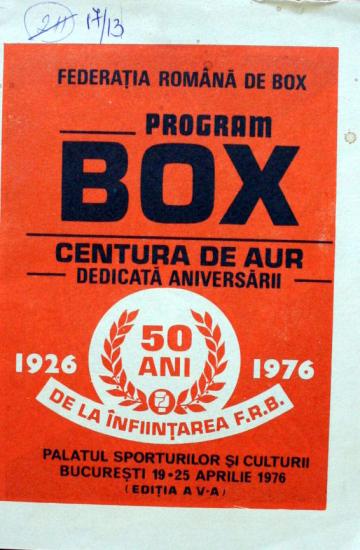 17/13
FEDERAȚIA ROMÂNĂ DE BOX
PROGRAM
BOX
CENTURA DE AUR
DEDICATĂ ANIVERSĂRII
50
ANI
1926
1976
DE LA ÎNFIINȚAREA F.R.B.
PALATUL SPORTURILOR ȘI CULTURII
BUCUREȘTI 19-25 APRILIE 1976
(EDIȚIA A V-A)